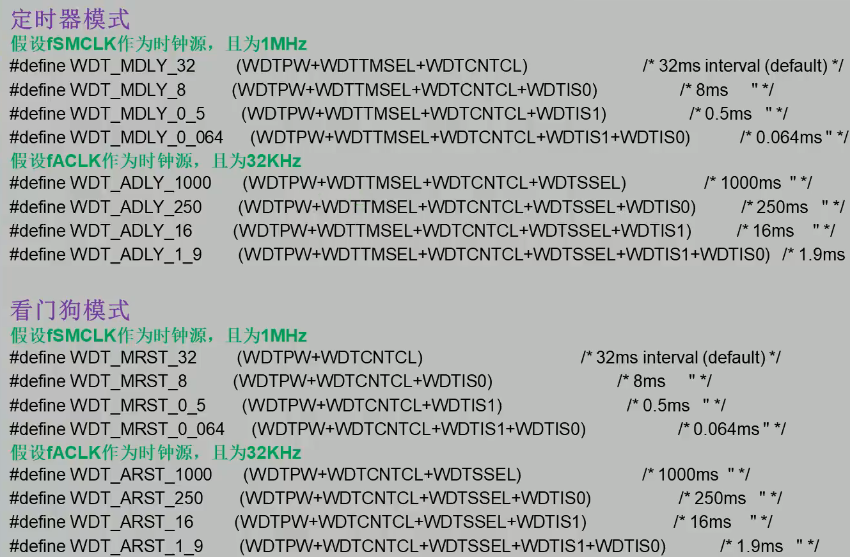 定时器模式
假设fSMCLK作为时钟源，且为1MHz
#define WDT_MDLY_32 (WDTPW+WDTTMSEL+WDTCNTCL) /* 32ms interval (default) */
#define WDT_MDLY_8 (WDTPW+WDTTMSEL+WDTCNTCL+WDTIS0) /* 8ms " */
#define WDT_MDLY_0_5 (WDTPW+WDTTMSEL+WDTCNTCL+WDTIS1) /* 0.5ms " */
#define WDT_MDLY_0_064 (WDTPW+WDTTMSEL+WDTCNTCL+WDTIS1+WDTIS0) /* 0.064ms " */
假设fACLK作为时钟源，且为32KHz
#define WDT_ADLY_1000 (WDTPW+WDTTMSEL+WDTCNTCL+WDTSSEL) /* 1000ms " */
#define WDT_ADLY_250 (WDTPW+WDTTMSEL+WDTCNTCL+WDTSSEL+WDTIS0) /* 250ms " */
#define WDT_ADLY_16 (WDTPW+WDTTMSEL+WDTCNTCL+WDTSSEL+WDTIS1) /* 16ms " */
#define WDT_ADLY_1_9 (WDTPW+WDTTMSEL+WDTCNTCL+WDTSSEL+WDTIS1+WDTIS0) /* 1.9ms
看门狗模式
假设fSMCLK作为时钟源，且为1MHz
#define WDT_MRST_32 (WDTPW+WDTCNTCL) /* 32ms interval (default) */
#define WDT_MRST_8 (WDTPW+WDTCNTCL+WDTIS0) /* 8ms " */
#define WDT_MRST_0_5 (WDTPW+WDTCNTCL+WDTIS1) /* 0.5ms " */
#define WDT_MRST_0_064 (WDTPW+WDTCNTCL+WDTIS1+WDTIS0) /* 0.064ms " */
假设fACLK作为时钟源，且为32KHz
#define WDT_ARST_1000 (WDTPW+WDTCNTCL+WDTSSEL) /* 1000ms " */
#define WDT_ARST_250 (WDTPW+WDTCNTCL+WDTSSEL+WDTIS0) /* 250ms " */
#define WDT_ARST_16 (WDTPW+WDTCNTCL+WDTSSEL+WDTIS1) /* 16ms " */
#define WDT_ARST_1_9 (WDTPW+WDTCNTCL+WDTSSEL+WDTIS1+WDTIS0) /* 1.9ms " */